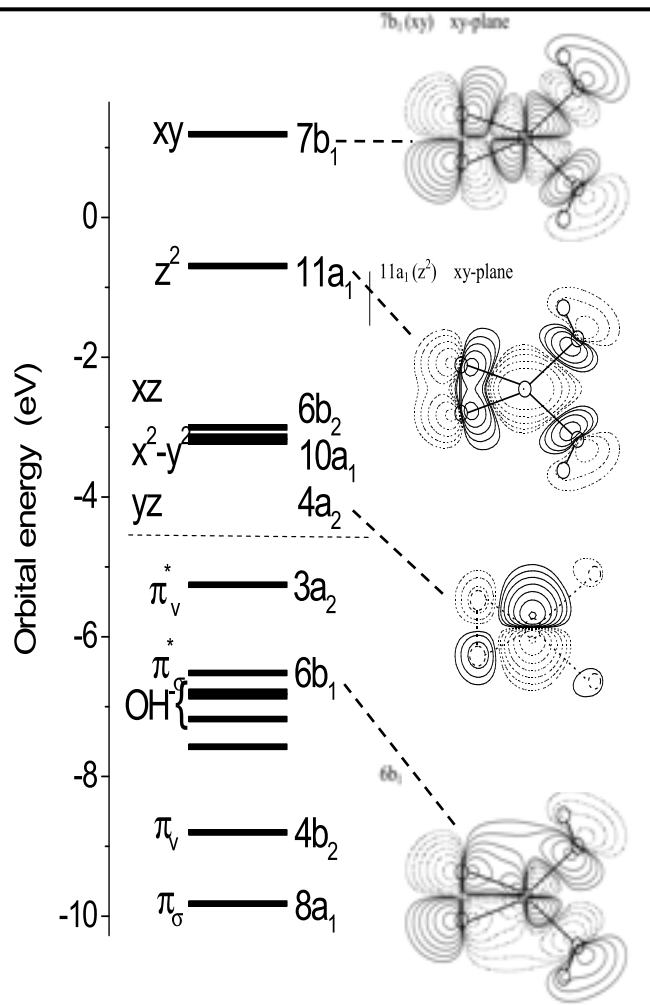 7b₁ (xy) xy-plane
xy
7b₁
0
z²
11a₁
11a₁ (z²) xy-plane
-2
xz
6b₂
x²-y²
10a₁
-4
yz
4a₂
Orbital energy (eV)
π*ᵥ
3a₂
-6
π*σ
6b₁
OH⁻{
-8
6b₁
πᵥ
4b₂
πσ
8a₁
-10